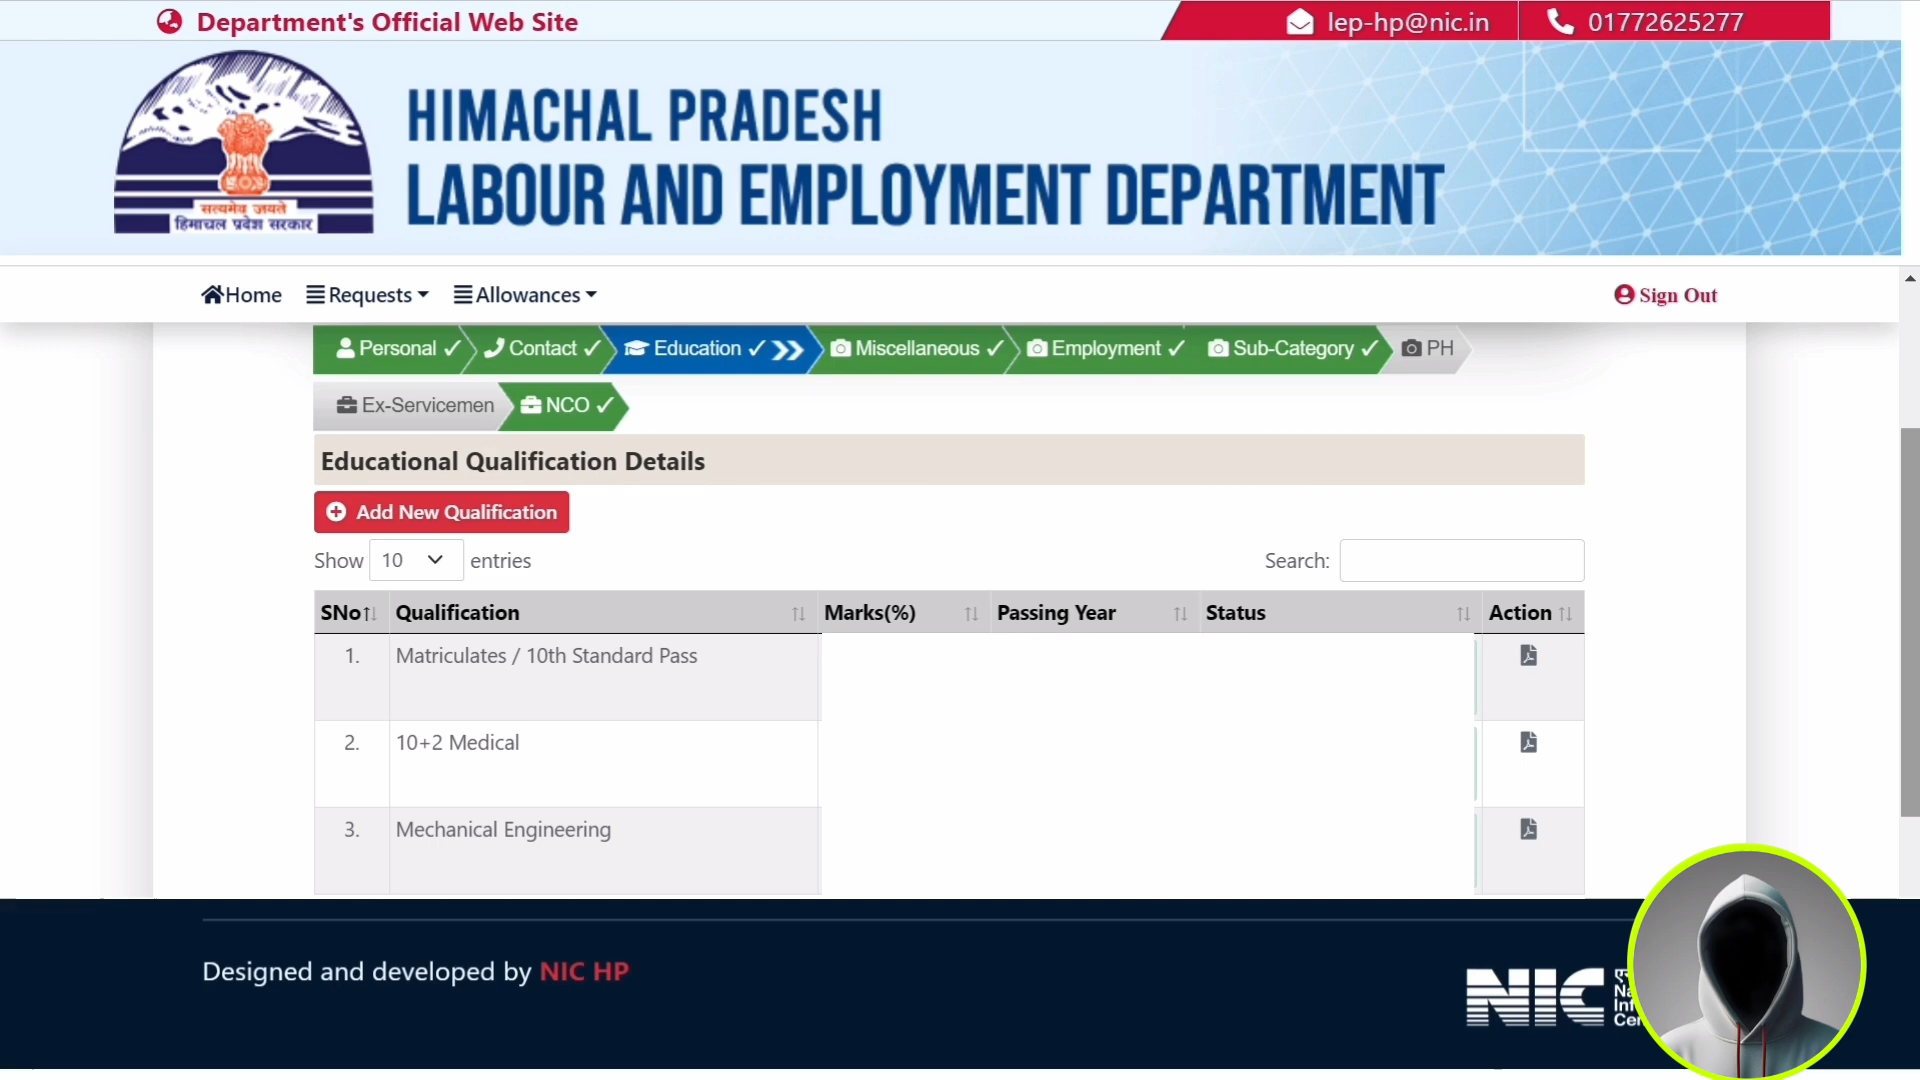 Department's Official Web Site
lep-hp@nic.in
01772625277
HIMACHAL PRADESH
LABOUR AND EMPLOYMENT DEPARTMENT
सत्यमेव जयते
हिमाचल प्रदेश सरकार
Home Requests Allowances Sign Out
Personal Contact Education Miscellaneous Employment Sub-Category PH
Ex-Servicemen NCO
Educational Qualification Details
Add New Qualification
Show 10 entries Search:
SNo Qualification Marks(%) Passing Year Status Action
1. Matriculates / 10th Standard Pass
2. 10+2 Medical
3. Mechanical Engineering
Designed and developed by NIC HP
NIC